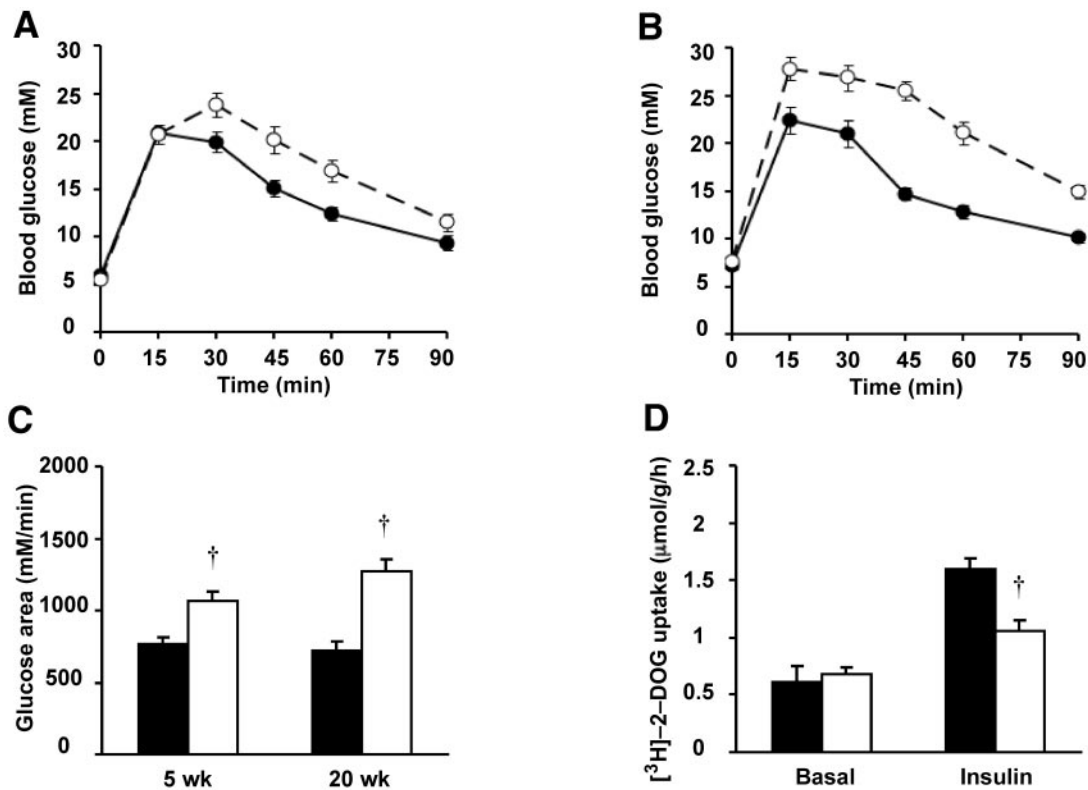 A
Blood glucose (mM)
30
25
20
15
10
5
0
0 15 30 45 60 75 90
Time (min)
B
Blood glucose (mM)
30
25
20
15
10
5
0
0 15 30 45 60 75 90
Time (min)
C
Glucose area (mM/min)
2000
1500
1000
500
0
†
†
5 wk 20 wk
D
[³H]–2–DOG uptake (μmol/g/h)
2.5
2
1.5
1
0.5
0
†
Basal Insulin